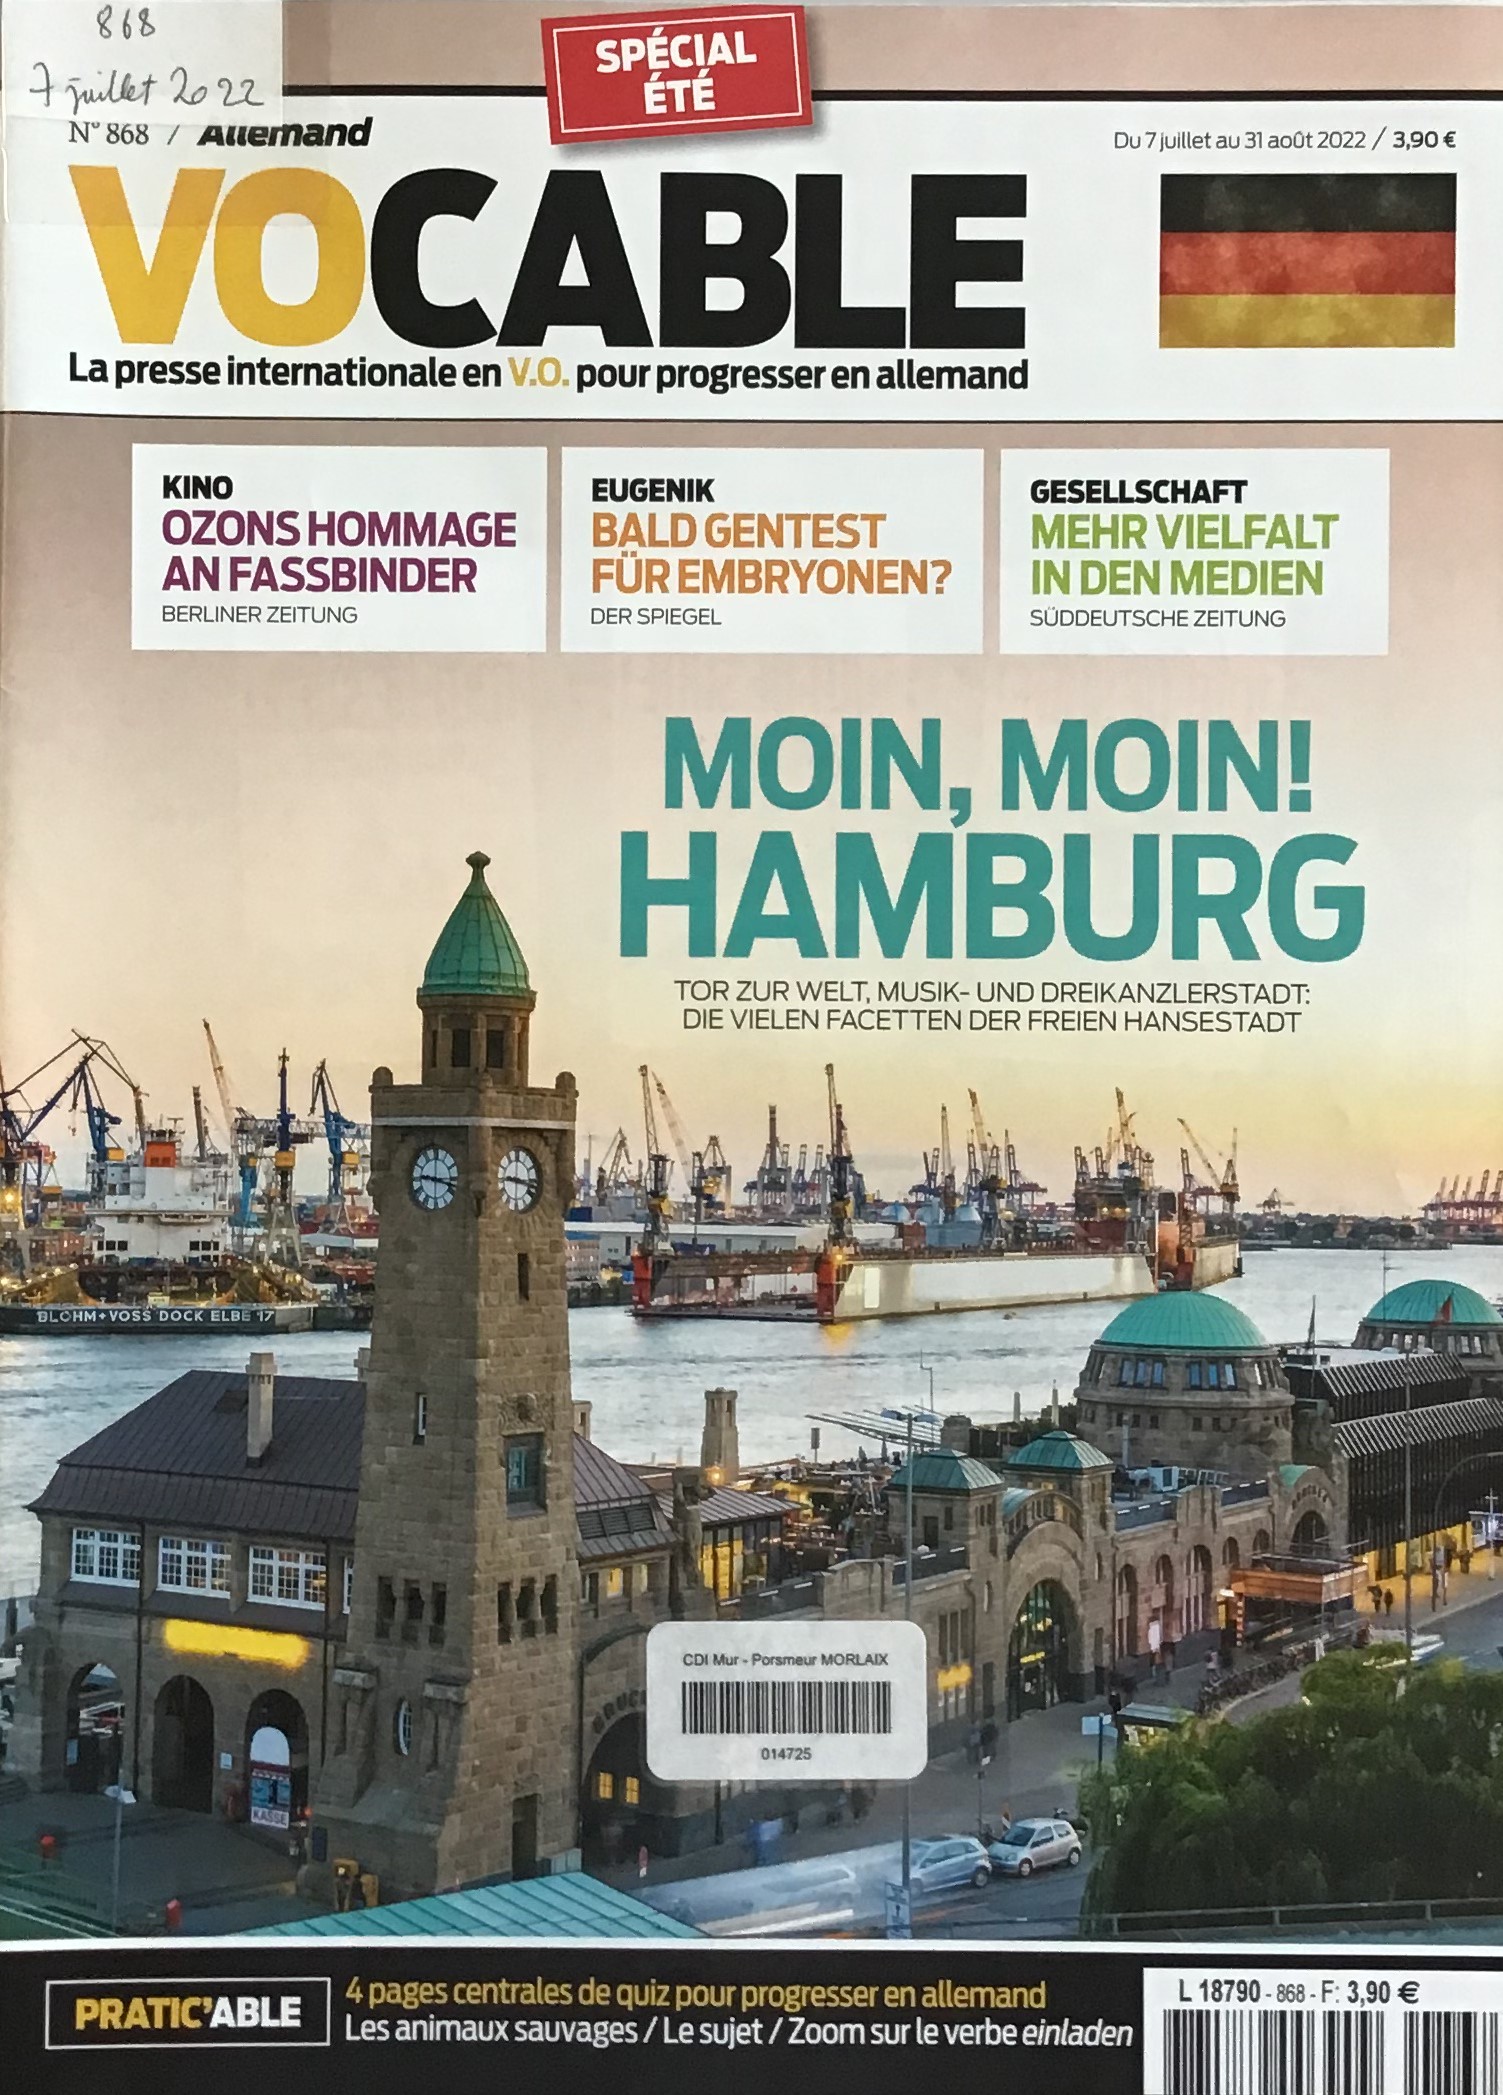 868
7 juillet 2022
SPÉCIAL
ÉTÉ
N° 868 / Allemand
Du 7 juillet au 31 août 2022 / 3,90 €
VOCABLE
La presse internationale en V.O. pour progresser en allemand
KINO
OZONS HOMMAGE
AN FASSBINDER
BERLINER ZEITUNG
EUGENIK
BALD GENTEST
FÜR EMBRYONEN?
DER SPIEGEL
GESELLSCHAFT
MEHR VIELFALT
IN DEN MEDIEN
SÜDDEUTSCHE ZEITUNG
MOIN, MOIN!
HAMBURG
TOR ZUR WELT, MUSIK- UND DREIKANZLERSTADT:
DIE VIELEN FACETTEN DER FREIEN HANSESTADT
BLOHM+VOSS DOCK ELBE 17
CDI Mur - Porsmeur MORLAIX
014725
KASSE
PRATIC'ABLE
4 pages centrales de quiz pour progresser en allemand
Les animaux sauvages / Le sujet / Zoom sur le verbe einladen
L 18790 - 868 - F: 3,90 €